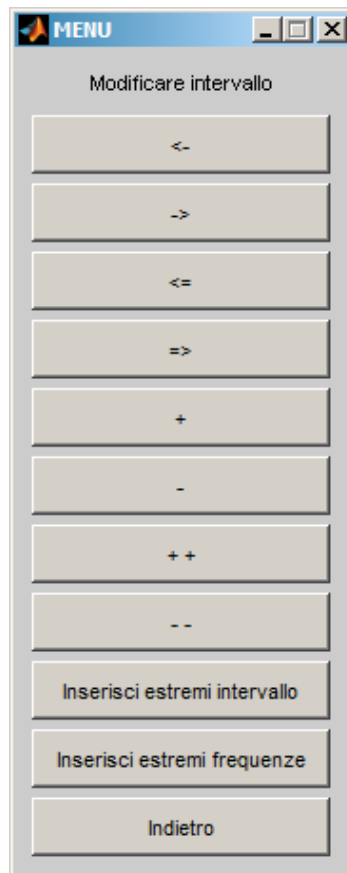 MENU
Modificare intervallo
<-
->
<=
=>
+
-
+ +
- -
Inserisci estremi intervallo
Inserisci estremi frequenze
Indietro